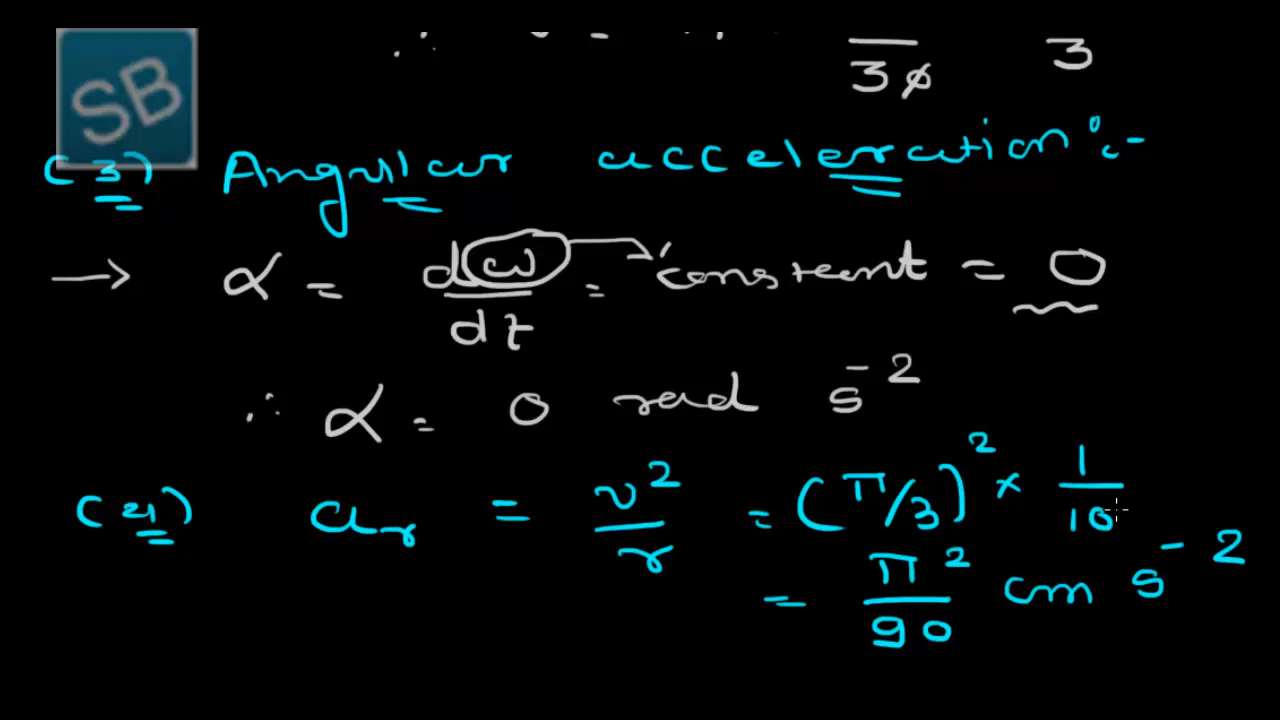 SB
30 3
(3) Angular acceleration :-
→ α = dω/dt = constant = 0
∴ α = 0 rad s⁻²
(4) aᵣ = v²/r = (π/3)² × 1/10
= π²/90 cm s⁻²